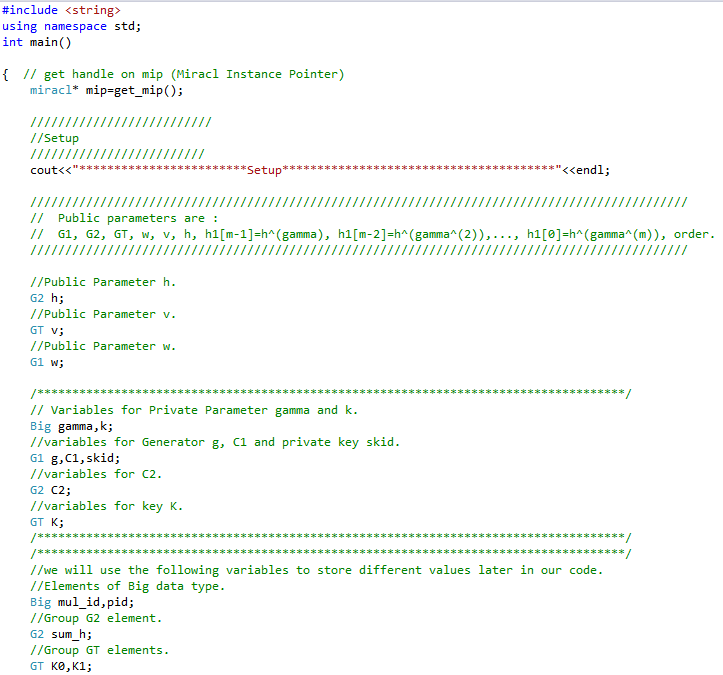 #include <string>
using namespace std;
int main()
{ // get handle on mip (Miracl Instance Pointer)
miracl* mip=get_mip();
//////////////////////////
//Setup
/////////////////////////
cout<<"************************Setup***************************************"<<endl;
//////////////////////////////////////////////////////////////////////////////////////////////
// Public parameters are :
// G1, G2, GT, w, v, h, h1[m-1]=h^(gamma), h1[m-2]=h^(gamma^(2)),..., h1[0]=h^(gamma^(m)), order.
//////////////////////////////////////////////////////////////////////////////////////////////
//Public Parameter h.
G2 h;
//Public Parameter v.
GT v;
//Public Parameter w.
G1 w;
/************************************************************************************/
// Variables for Private Parameter gamma and k.
Big gamma,k;
//variables for Generator g, C1 and private key skid.
G1 g,C1,skid;
//variables for C2.
G2 C2;
//variables for key K.
GT K;
/************************************************************************************/
/************************************************************************************/
//we will use the following variables to store different values later in our code.
//Elements of Big data type.
Big mul_id,pid;
//Group G2 element.
G2 sum_h;
//Group GT elements.
GT K0,K1;